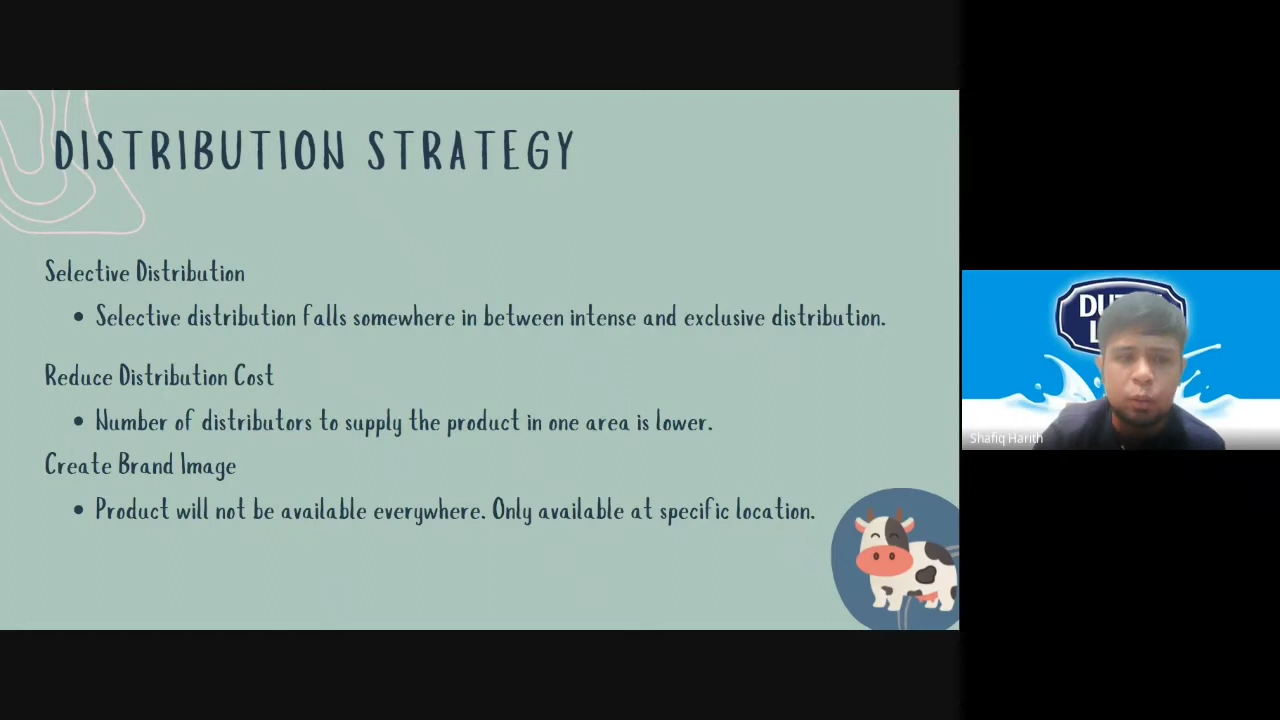 DISTRIBUTION STRATEGY
Selective Distribution
• Selective distribution falls somewhere in between intense and exclusive distribution.
Reduce Distribution Cost
• Number of distributors to supply the product in one area is lower.
Create Brand Image
• Product will not be available everywhere. Only available at specific location.
Shafiq Harith